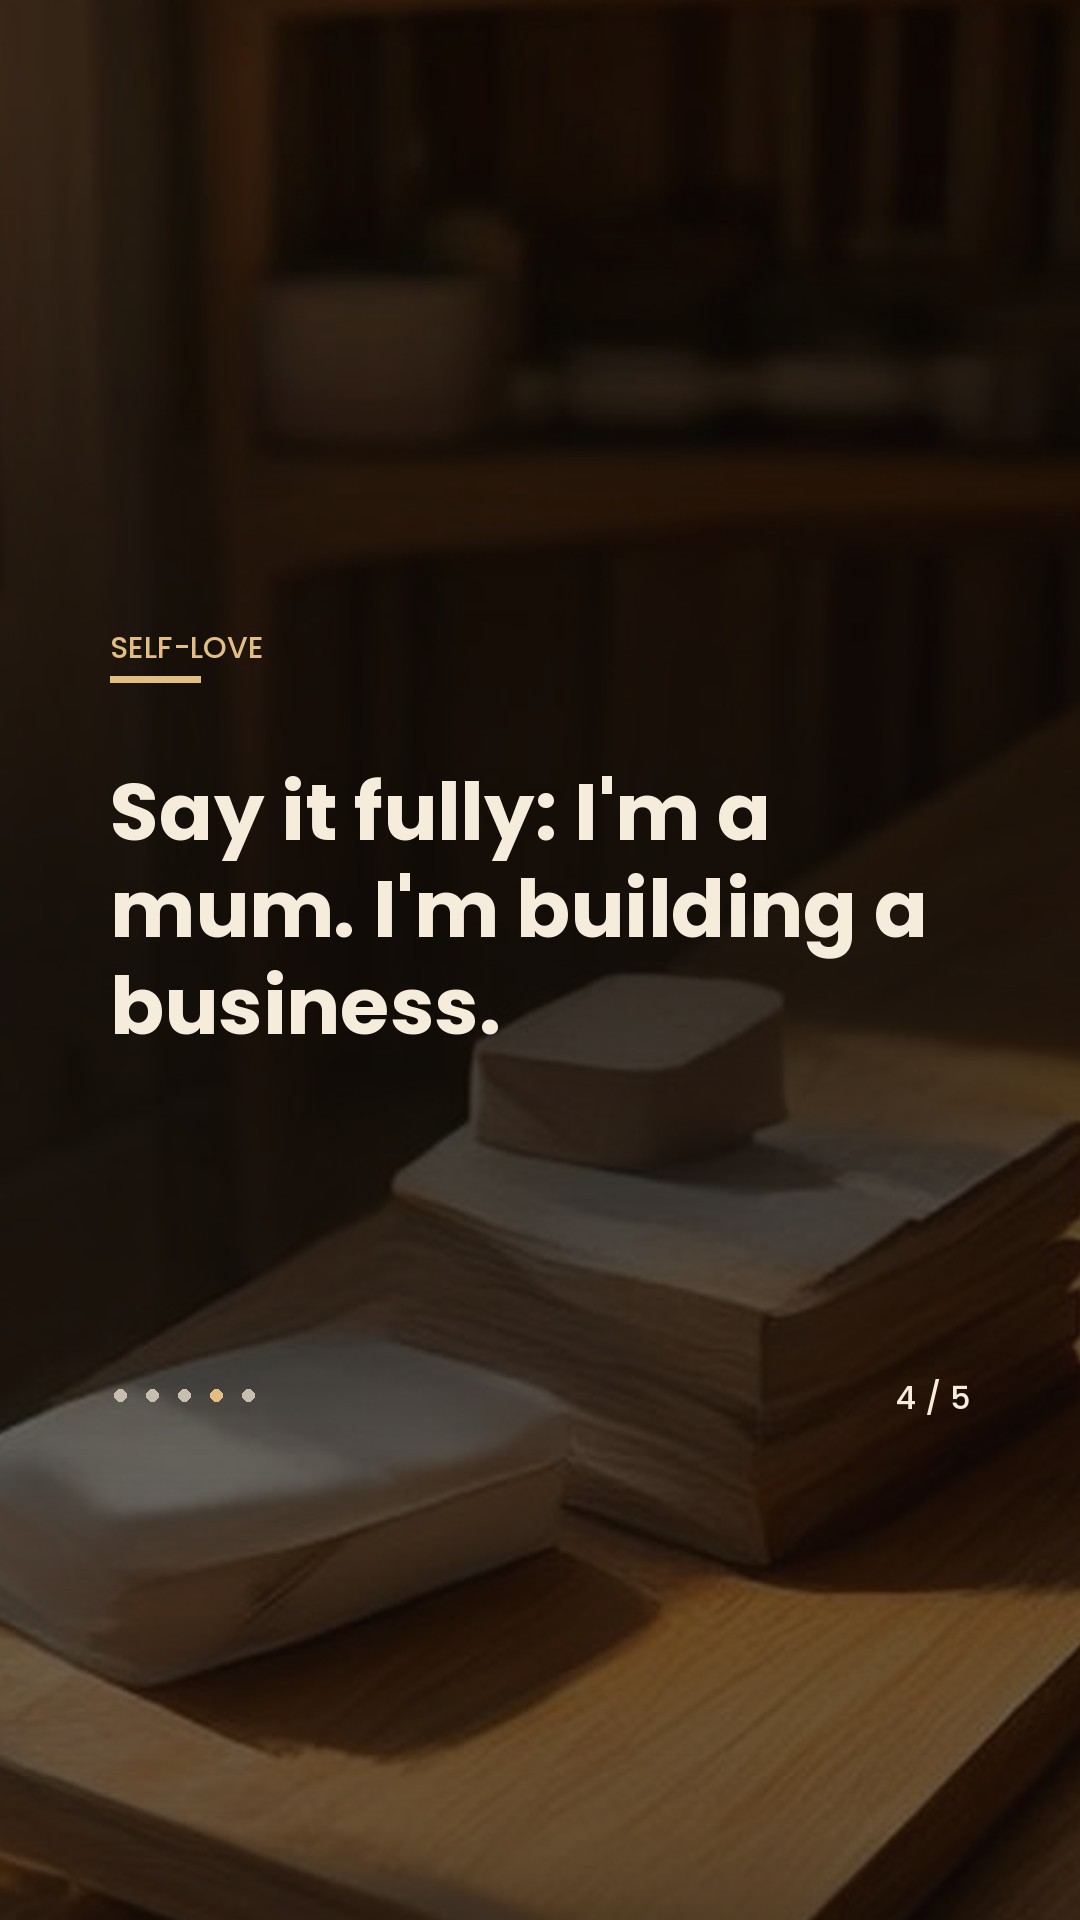 SELF-LOVE
Say it fully: I'm a
mum. I'm building a
business.
4 / 5